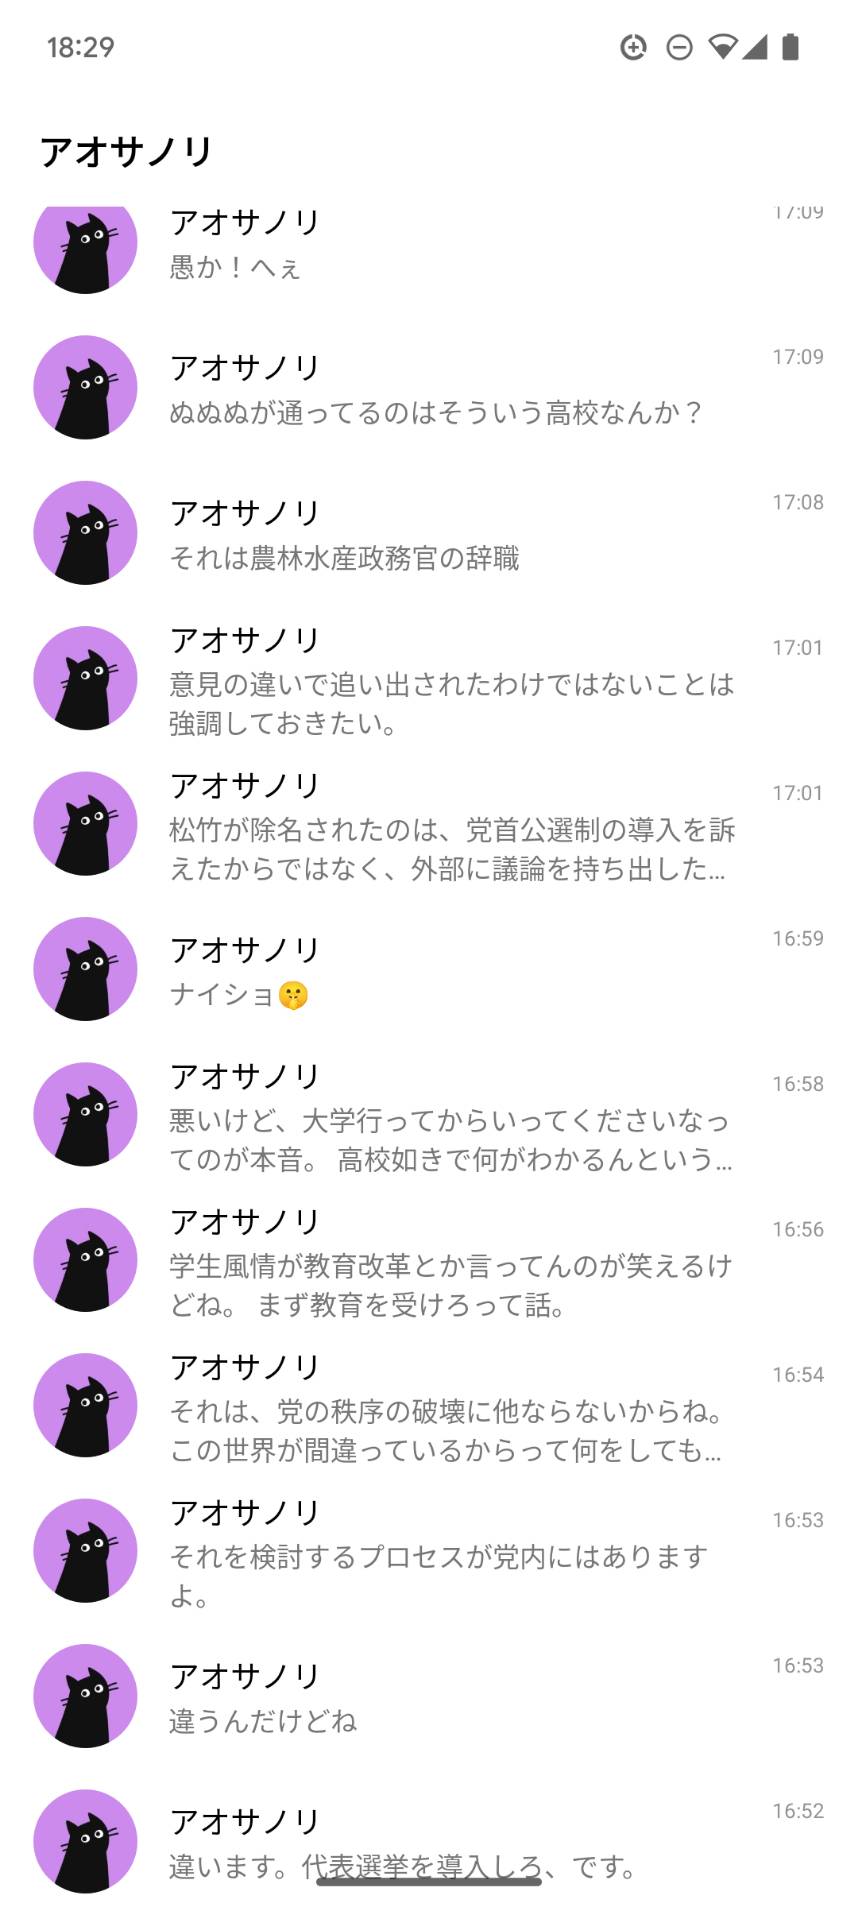 18:29
アオサノリ
アオサノリ
17:09
愚か！へぇ
アオサノリ
17:09
ぬぬぬが通ってるのはそういう高校なんか？
アオサノリ
17:08
それは農林水産政務官の辞職
アオサノリ
17:01
意見の違いで追い出されたわけではないことは
強調しておきたい。
アオサノリ
17:01
松竹が除名されたのは、党首公選制の導入を訴
えたからではなく、外部に議論を持ち出した…
アオサノリ
16:59
ナイショ🤫
アオサノリ
16:58
悪いけど、大学行ってからいってくださいなっ
てのが本音。 高校如きで何がわかるんという…
アオサノリ
16:56
学生風情が教育改革とか言ってんのが笑えるけ
どね。 まず教育を受けろって話。
アオサノリ
16:54
それは、党の秩序の破壊に他ならないからね。
この世界が間違っているからって何をしても…
アオサノリ
16:53
それを検討するプロセスが党内にはあります
よ。
アオサノリ
16:53
違うんだけどね
アオサノリ
16:52
違います。代表選挙を導入しろ、です。